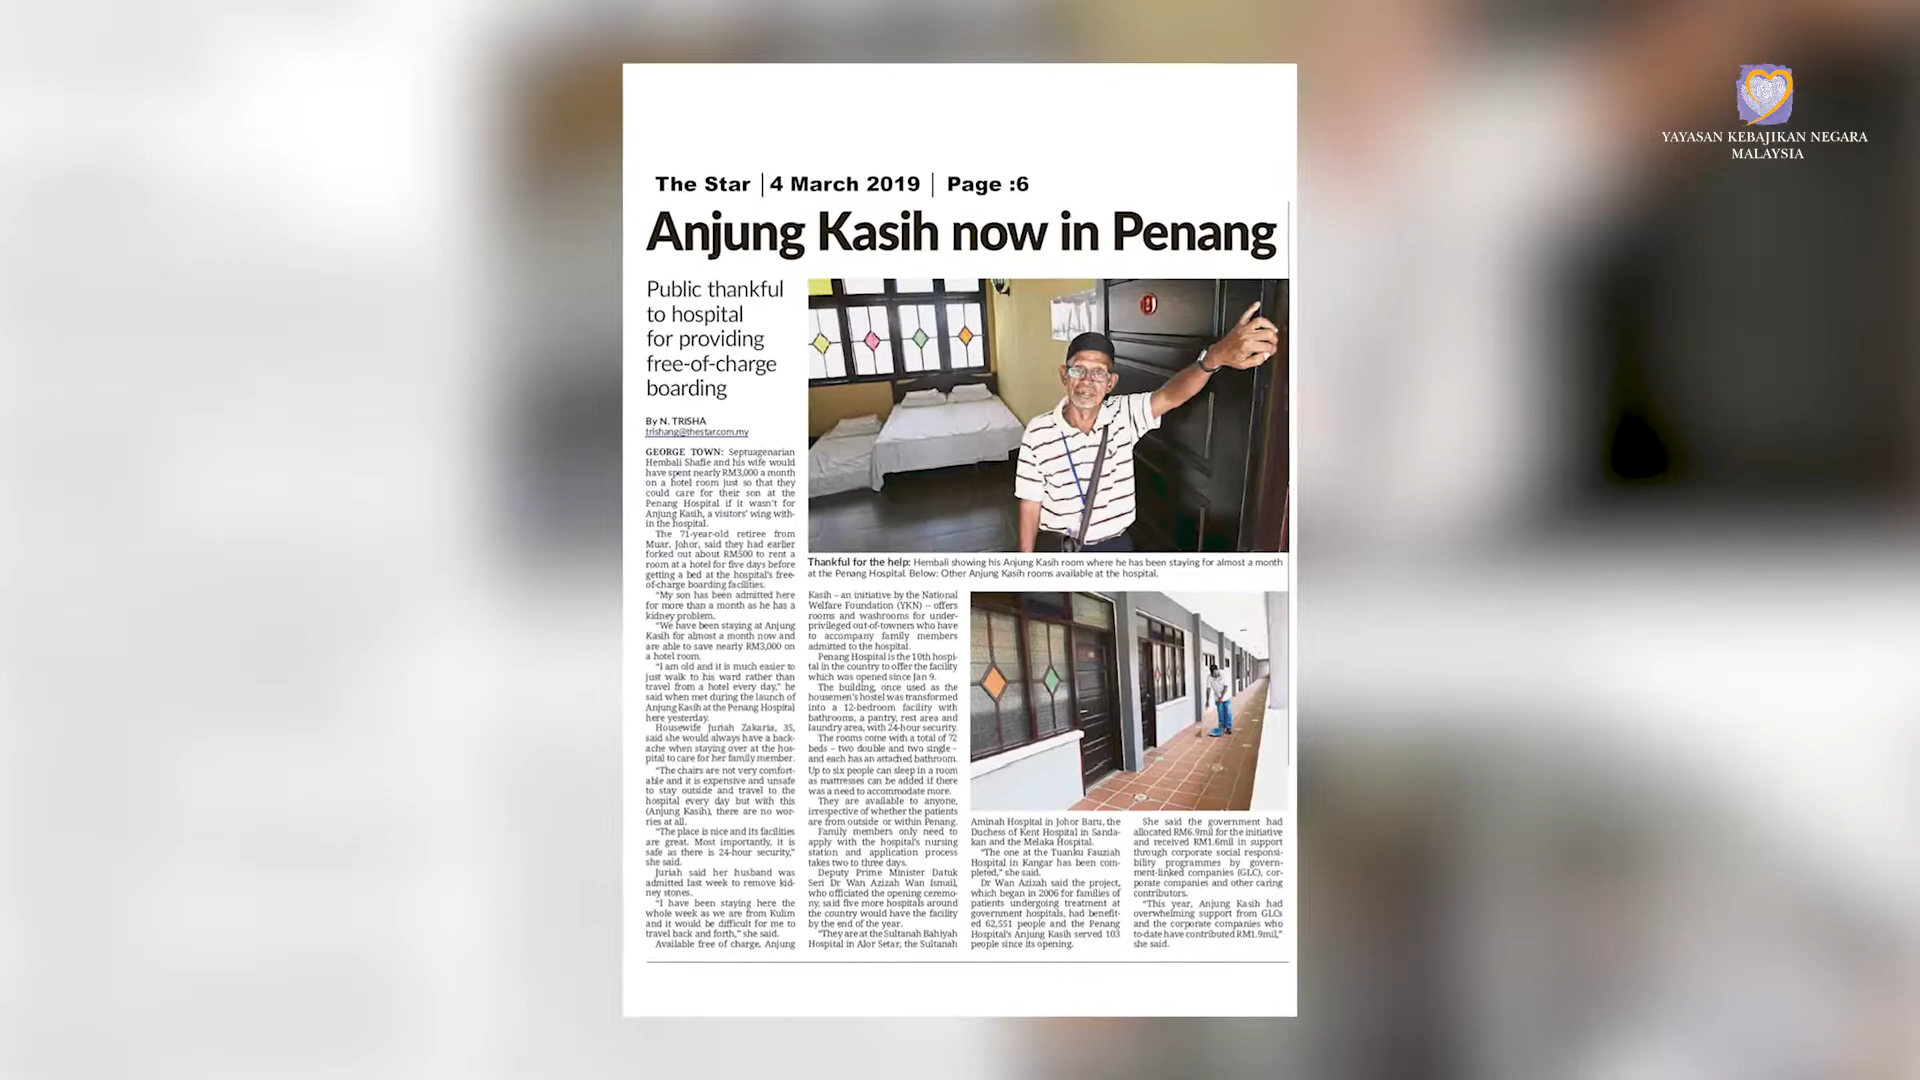 The Star | 4 March 2019 | Page :6
Anjung Kasih now in Penang
Public thankful
to hospital
for providing
free-of-charge
boarding
By N. TRISHA
trishang@thestar.com.my
GEORGE TOWN: Septuagenarian
Hembali Shafie and his wife would
have spent nearly RM3,000 a month
on a hotel room just so that they
could care for their son at the
Penang Hospital if it wasn't for
Anjung Kasih, a visitors' wing with-
in the hospital.
The 71-year-old retiree from
Muar, Johor, said they had earlier
forked out about RM500 to rent a
room at a hotel for five days before
getting a bed at the hospital's free-
of-charge boarding facilities.
"My son has been admitted here
for more than a month as he has a
kidney problem.
"We have been staying at Anjung
Kasih for almost a month now and
are able to save nearly RM3,000 on
a hotel room.
"I am old and it is much easier to
just walk to his ward rather than
travel from a hotel every day," he
said when met during the launch of
Anjung Kasih at the Penang Hospital
here yesterday.
Housewife Juriah Zakaria, 35,
said she would always have a back-
ache when staying over at the hos-
pital to care for her family member.
"The chairs are not very comfort-
able and it is expensive and unsafe
to stay outside and travel to the
hospital every day but with this
(Anjung Kasih), there are no wor-
ries at all.
"The place is nice and its facilities
are great. Most importantly, it is
safe as there is 24-hour security,"
she said.
Juriah said her husband was
admitted last week to remove kid-
ney stones.
"I have been staying here the
whole week as we are from Kulim
and it would be difficult for me to
travel back and forth," she said.
Available free of charge, Anjung
Thankful for the help: Hembali showing his Anjung Kasih room where he has been staying for almost a month
at the Penang Hospital. Below: Other Anjung Kasih rooms available at the hospital.
Kasih – an initiative by the National
Welfare Foundation (YKN) – offers
rooms and washrooms for under-
privileged out-of-towners who have
to accompany family members
admitted to the hospital.
Penang Hospital is the 10th hospi-
tal in the country to offer the facility
which was opened since Jan 9.
The building, once used as the
housemen's hostel was transformed
into a 12-bedroom facility with
bathrooms, a pantry, rest area and
laundry area, with 24-hour security.
The rooms come with a total of 72
beds – two double and two single –
and each has an attached bathroom.
Up to six people can sleep in a room
as mattresses can be added if there
was a need to accommodate more.
They are available to anyone,
irrespective of whether the patients
are from outside or within Penang.
Family members only need to
apply with the hospital's nursing
station and application process
takes two to three days.
Deputy Prime Minister Datuk
Seri Dr Wan Azizah Wan Ismail,
who officiated the opening ceremo-
ny, said five more hospitals around
the country would have the facility
by the end of the year.
"They are at the Sultanah Bahiyah
Hospital in Alor Setar, the Sultanah
Aminah Hospital in Johor Baru, the
Duchess of Kent Hospital in Sanda-
kan and the Melaka Hospital.
"The one at the Tuanku Fauziah
Hospital in Kangar has been com-
pleted," she said.
Dr Wan Azizah said the project,
which began in 2006 for families of
patients undergoing treatment at
government hospitals, had benefit-
ed 62,551 people and the Penang
Hospital's Anjung Kasih served 103
people since its opening.
She said the government had
allocated RM6.9mil for the initiative
and received RM1.6mil in support
through corporate social responsi-
bility programmes by govern-
ment-linked companies (GLC), cor-
porate companies and other caring
contributors.
"This year, Anjung Kasih had
overwhelming support from GLCs
and the corporate companies who
to-date have contributed RM1.9mil,"
she said.
YAYASAN KEBAJIKAN NEGARA
MALAYSIA